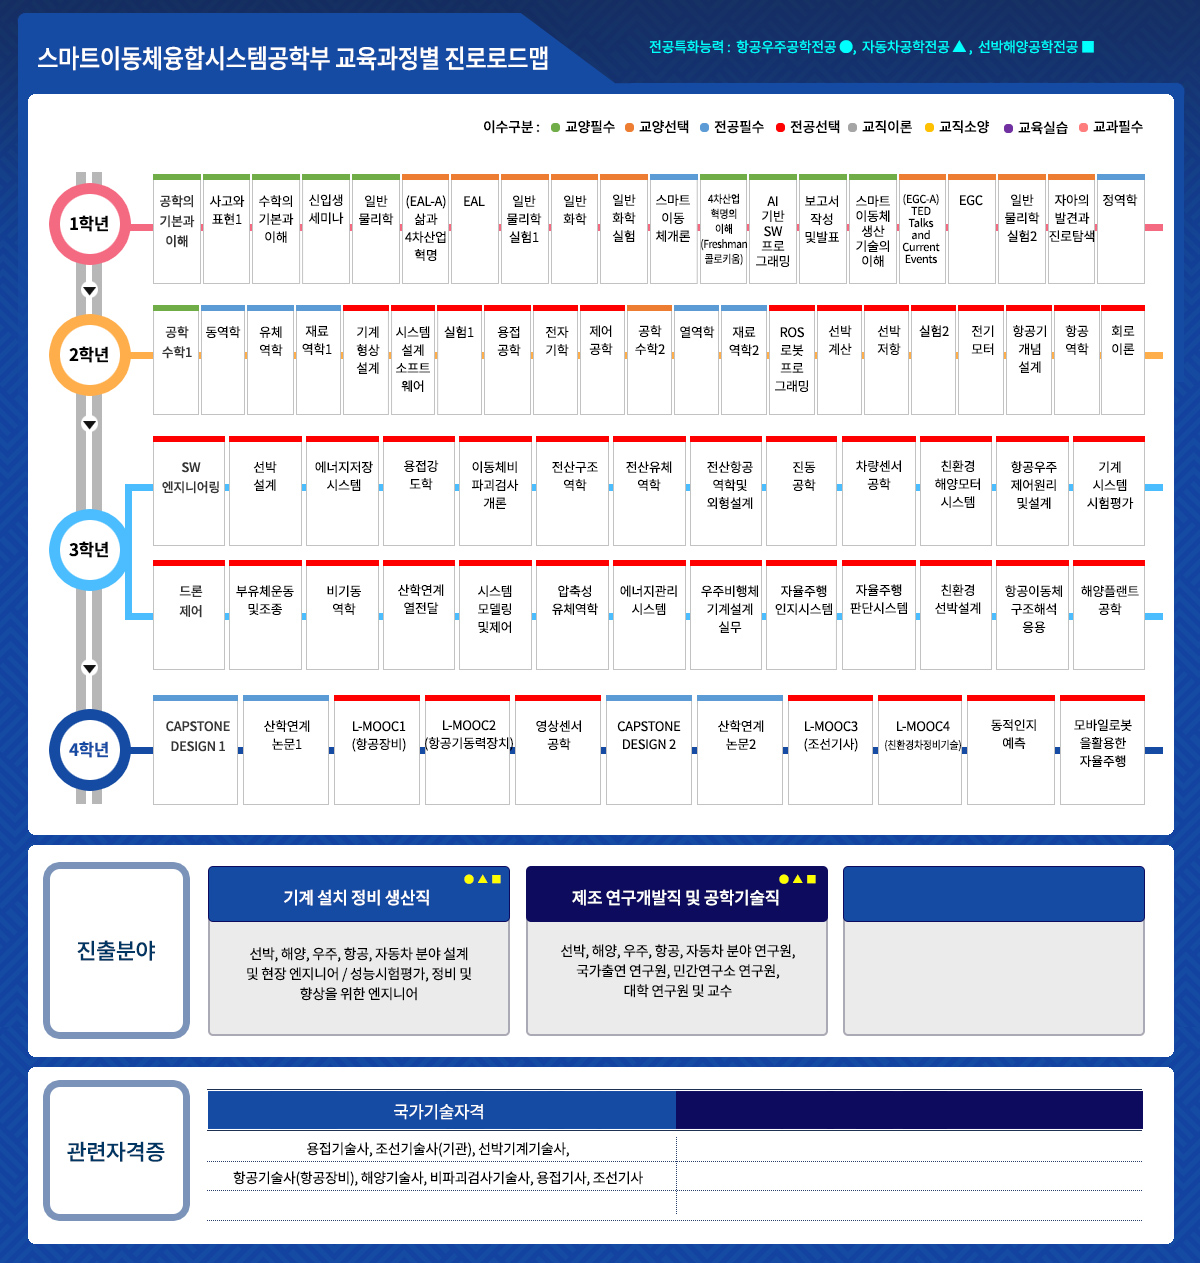 스마트이동체융합시스템공학부 교육과정별 진로로드맵
전공특화능력 : 항공우주공학전공 ●, 자동차공학전공 ▲, 선박해양공학전공 ■
이수구분 : 교양필수 교양선택 전공필수 전공선택 교직이론 교직소양 교육실습 교과필수
1학년
공학의
기본과
이해
사고와
표현1
수학의
기본과
이해
신입생
세미나
일반
물리학
(EAL-A)
삶과
4차산업
혁명
EAL
일반
물리학
실험1
일반
화학
일반
화학
실험
스마트
이동
체개론
4차산업
혁명의
이해
(Freshman
콜로키움)
AI
기반
SW
프로
그래밍
보고서
작성
및발표
스마트
이동체
생산
기술의
이해
(EGC-A)
TED
Talks
and
Current
Events
EGC
일반
물리학
실험2
자아의
발견과
진로탐색
정역학
2학년
공학
수학1
동역학
유체
역학
재료
역학1
기계
형상
설계
시스템
설계
소프트
웨어
실험1
용접
공학
전자
기학
제어
공학
공학
수학2
열역학
재료
역학2
ROS
로봇
프로
그래밍
선박
계산
선박
저항
실험2
전기
모터
항공기
개념
설계
항공
역학
회로
이론
3학년
SW
엔지니어링
선박
설계
에너지저장
시스템
용접강
도학
이동체비
파괴검사
개론
전산구조
역학
전산유체
역학
전산항공
역학및
외형설계
진동
공학
차량센서
공학
친환경
해양모터
시스템
항공우주
제어원리
및설계
기계
시스템
시험평가
드론
제어
부유체운동
및조종
비기동
역학
산학연계
열전달
시스템
모델링
및제어
압축성
유체역학
에너지관리
시스템
우주비행체
기계설계
실무
자율주행
인지시스템
자율주행
판단시스템
친환경
선박설계
항공이동체
구조해석
응용
해양플랜트
공학
4학년
CAPSTONE
DESIGN 1
산학연계
논문1
L-MOOC1
(항공장비)
L-MOOC2
(항공기동력장치)
영상센서
공학
CAPSTONE
DESIGN 2
산학연계
논문2
L-MOOC3
(조선기사)
L-MOOC4
(친환경차정비기술)
동적인지
예측
모바일로봇
을활용한
자율주행
진출분야
기계 설치 정비 생산직
●▲■
선박, 해양, 우주, 항공, 자동차 분야 설계
및 현장 엔지니어 / 성능시험평가, 정비 및
향상을 위한 엔지니어
제조 연구개발직 및 공학기술직
●▲■
선박, 해양, 우주, 항공, 자동차 분야 연구원,
국가출연 연구원, 민간연구소 연구원,
대학 연구원 및 교수
관련자격증
국가기술자격
용접기술사, 조선기술사(기관), 선박기계기술사,
항공기술사(항공장비), 해양기술사, 비파괴검사기술사, 용접기사, 조선기사